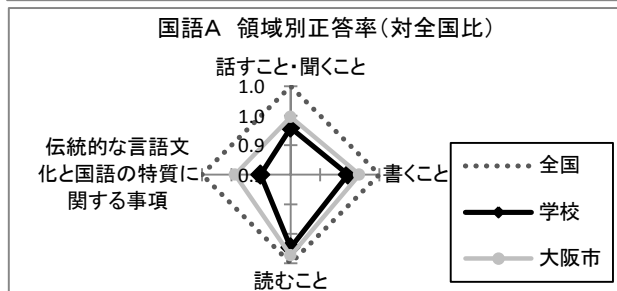 国語A 領域別正答率(対全国比)
話すこと・聞くこと
1.0
1.0
0.9
0.9
伝統的な言語文
化と国語の特質に
関する事項
書くこと
読むこと
全国
学校
大阪市